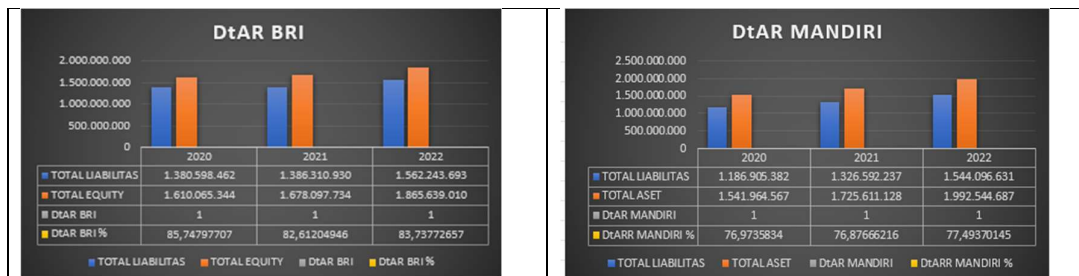 DtAR BRI
2.000.000.000
1.500.000.000
1.000.000.000
500.000.000
0
2020 2021 2022
TOTAL LIABILITAS 1.380.598.462 1.386.310.930 1.562.243.693
TOTAL EQUITY 1.610.065.344 1.678.097.734 1.865.639.010
DtAR BRI 1 1 1
DtAR BRI % 85,74797707 82,61204946 83,73772657
TOTAL LIABILITAS TOTAL EQUITY DtAR BRI DtAR BRI %
DtAR MANDIRI
2.500.000.000
2.000.000.000
1.500.000.000
1.000.000.000
500.000.000
0
2020 2021 2022
TOTAL LIABILITAS 1.186.905.382 1.326.592.237 1.544.096.631
TOTAL ASET 1.541.964.567 1.725.611.128 1.992.544.687
DtAR MANDIRI 1 1 1
DtARR MANDIRI % 76,9735834 76,87666216 77,49370145
TOTAL LIABILITAS TOTAL ASET DtAR MANDIRI DtARR MANDIRI %